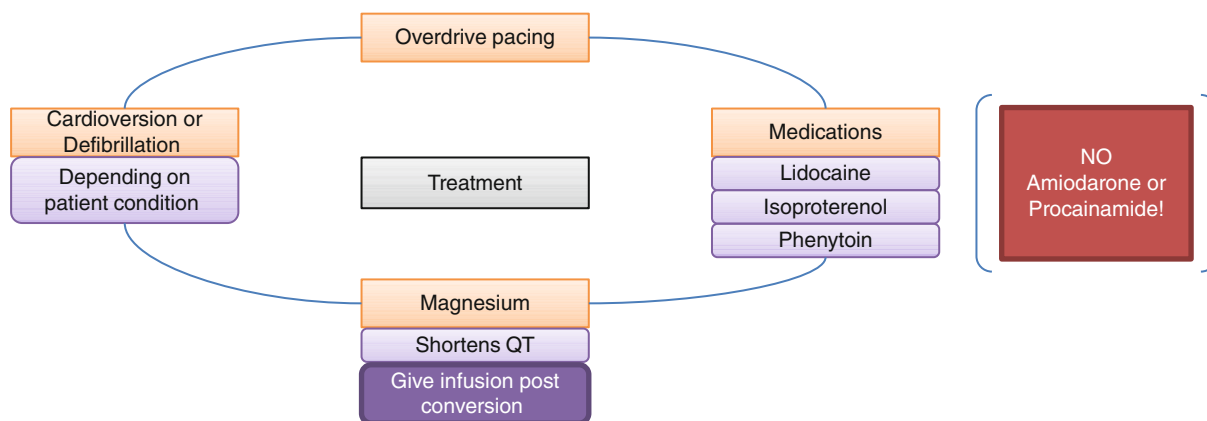 Overdrive pacing
Cardioversion or
Defibrillation
Depending on
patient condition
Treatment
Medications
Lidocaine
Isoproterenol
Phenytoin
NO
Amiodarone or
Procainamide!
Magnesium
Shortens QT
Give infusion post
conversion